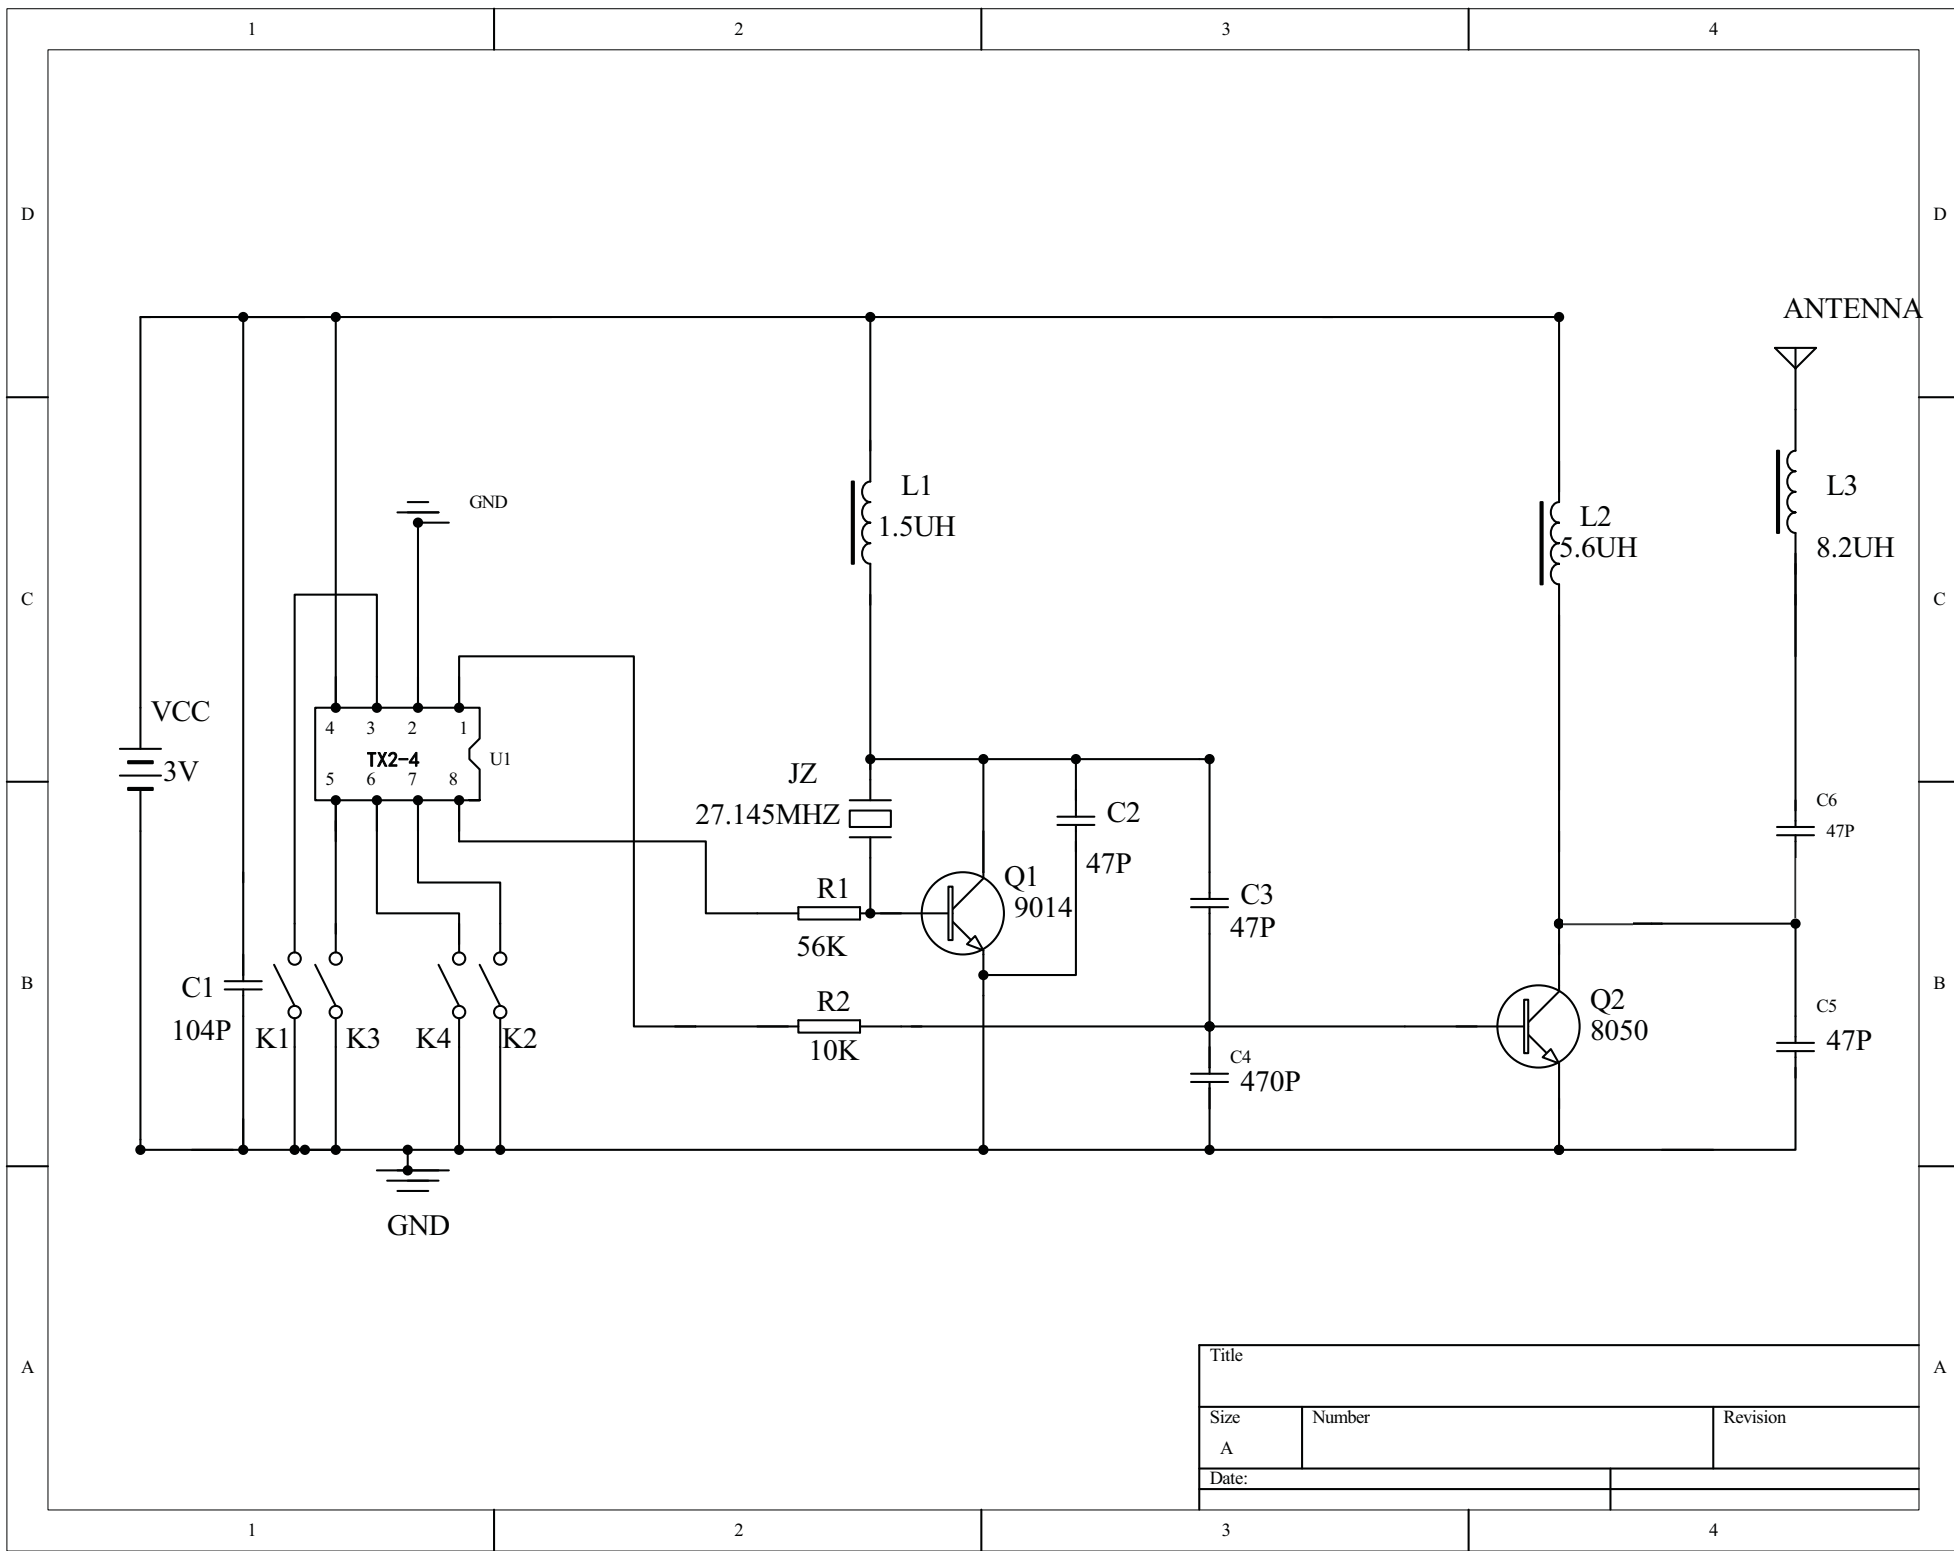 1 2 3 4
D D
ANTENNA
L1
1.5UH
GND
L2
5.6UH
L3
8.2UH
C C
VCC
3V
4 3 2 1
TX2-4
U1
5 6 7 8
JZ
27.145MHZ
C2
47P
C6
47P
R1
56K
Q1
9014
C3
47P
B B
C1
104P
K1 K3 K4 K2
R2
10K
C4
470P
Q2
8050
C5
47P
GND
A A
Title
Size
A
Number
Revision
Date:
1 2 3 4